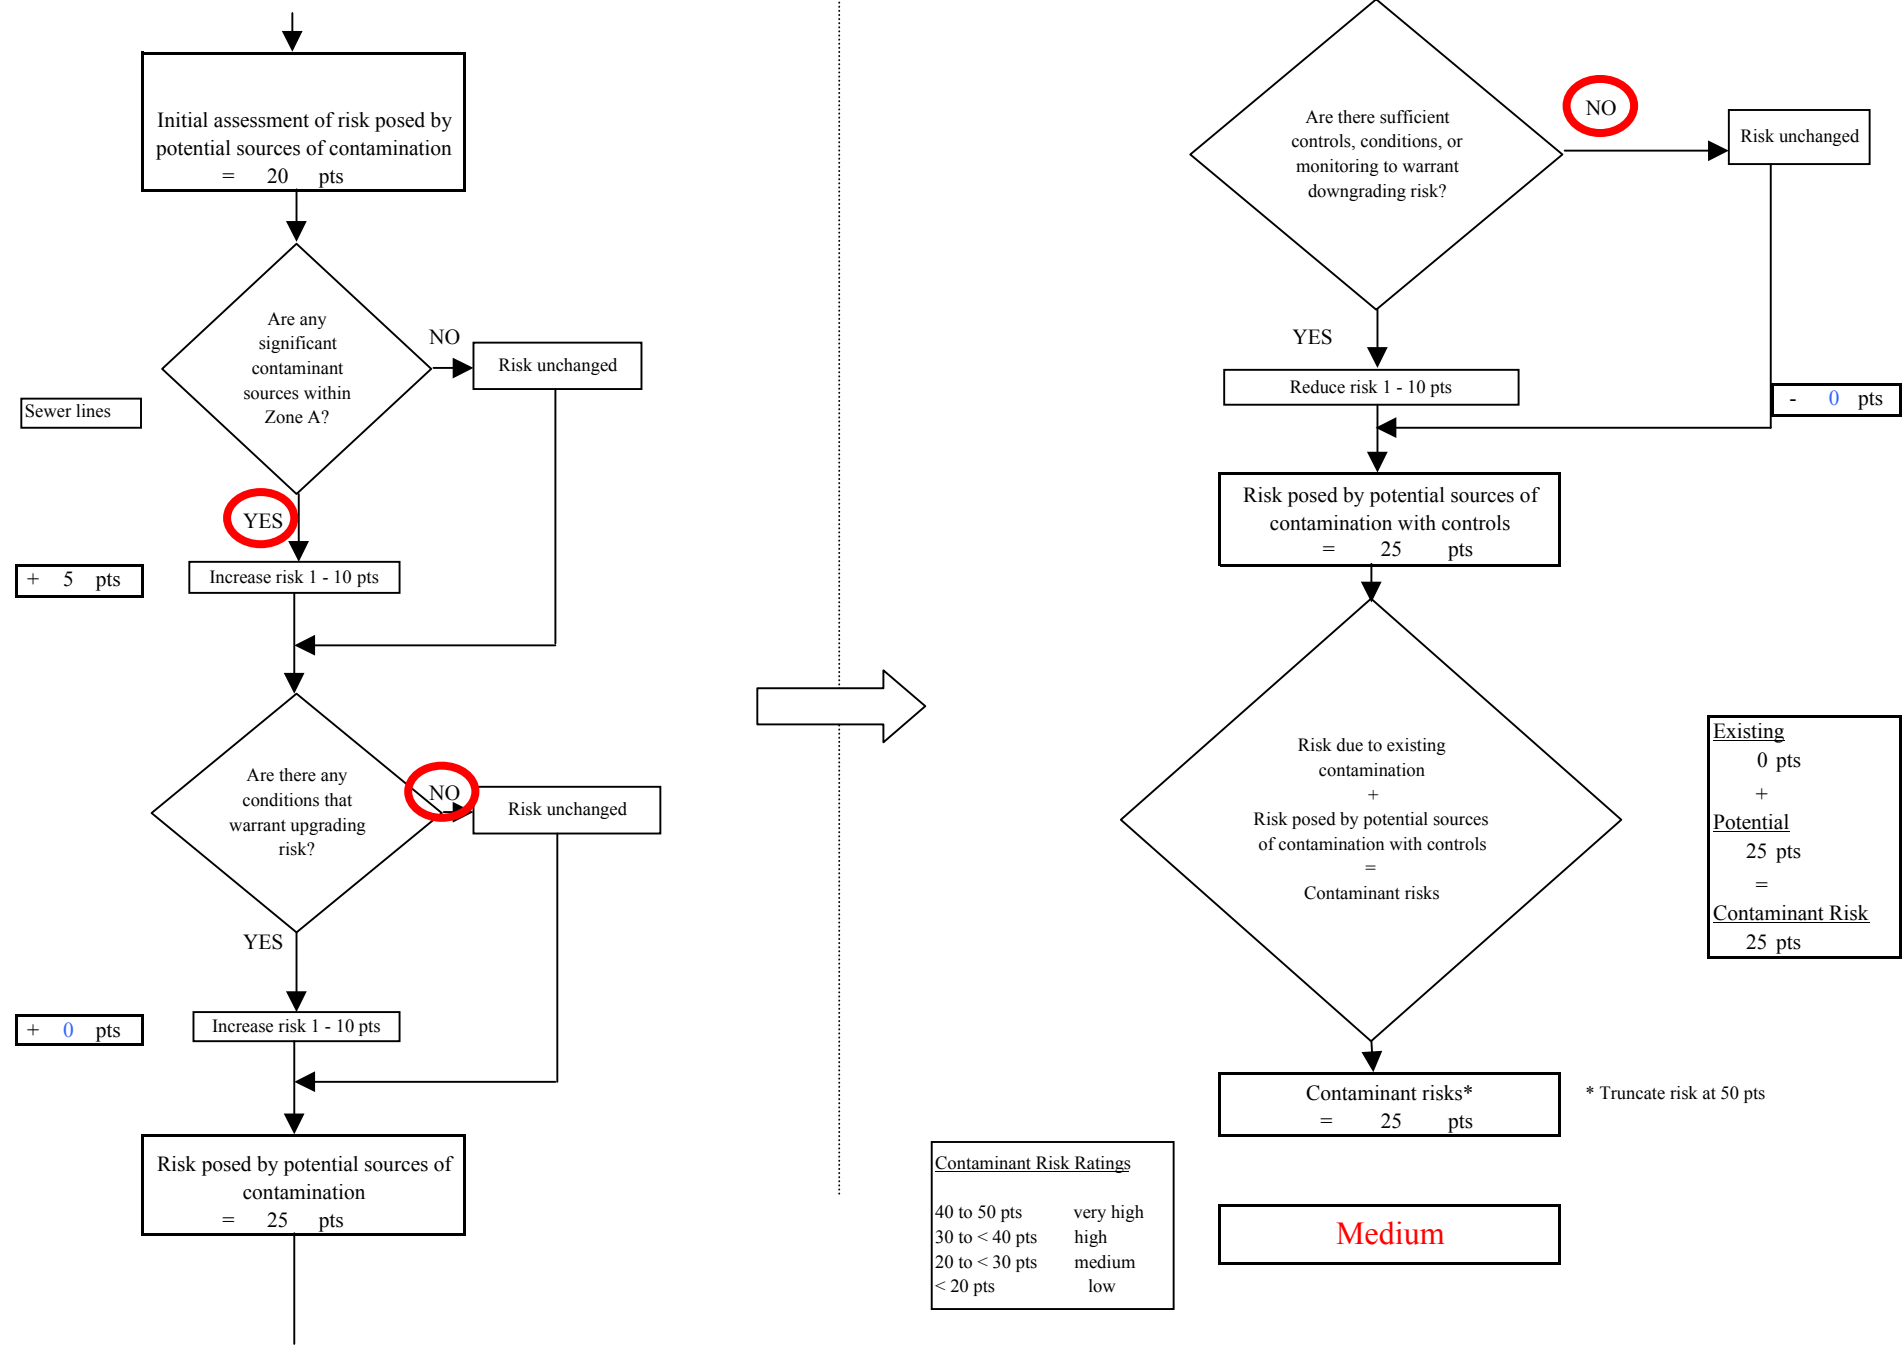 Initial assessment of risk posed by
potential sources of contamination
= 20 pts
Are any
significant
contaminant
sources within
Zone A?
NO
Risk unchanged
Sewer lines
YES
+ 5 pts
Increase risk 1 - 10 pts
Are there any
conditions that
warrant upgrading
risk?
NO
Risk unchanged
YES
+ 0 pts
Increase risk 1 - 10 pts
Risk posed by potential sources of
contamination
= 25 pts
Are there sufficient
controls, conditions, or
monitoring to warrant
downgrading risk?
NO
Risk unchanged
YES
Reduce risk 1 - 10 pts
- 0 pts
Risk posed by potential sources of
contamination with controls
= 25 pts
Risk due to existing
contamination
+
Risk posed by potential sources
of contamination with controls
=
Contaminant risks
Existing
0 pts
+
Potential
25 pts
=
Contaminant Risk
25 pts
Contaminant risks*
= 25 pts
* Truncate risk at 50 pts
Contaminant Risk Ratings
40 to 50 pts very high
30 to < 40 pts high
20 to < 30 pts medium
< 20 pts low
Medium